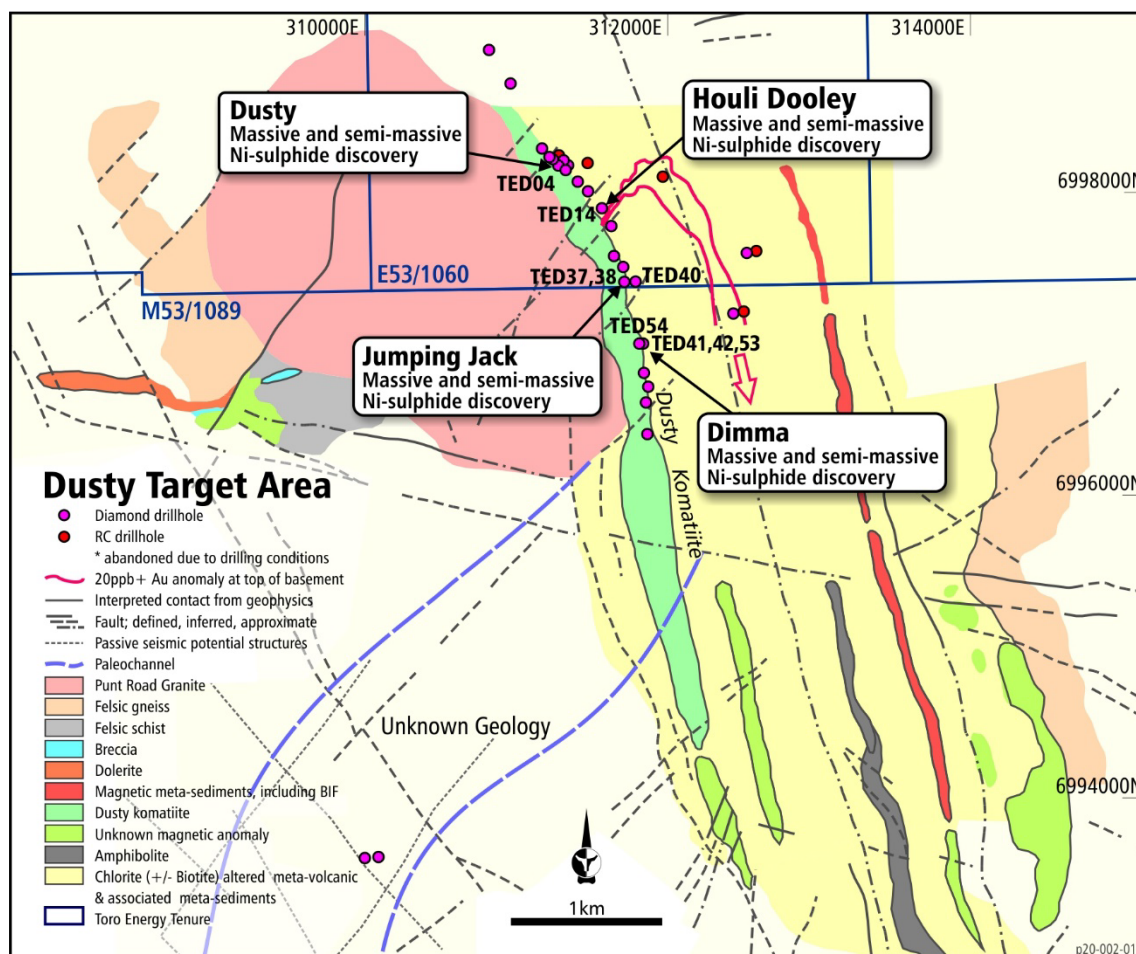 310000E
312000E
314000E
Dusty
Massive and semi-massive
Ni-sulphide discovery
Houli Dooley
Massive and semi-massive
Ni-sulphide discovery
TED04
6998000N
TED14
E53/1060
TED37,38
TED40
M53/1089
TED54
TED41,42,53
Jumping Jack
Massive and semi-massive
Ni-sulphide discovery
Dusty Komatiite
Dimma
Massive and semi-massive
Ni-sulphide discovery
6996000N
Dusty Target Area
Diamond drillhole
RC drillhole
* abandoned due to drilling conditions
20ppb+ Au anomaly at top of basement
Interpreted contact from geophysics
Fault; defined, inferred, approximate
Passive seismic potential structures
Paleochannel
Punt Road Granite
Felsic gneiss
Felsic schist
Breccia
Dolerite
Magnetic meta-sediments, including BIF
Dusty komatiite
Unknown magnetic anomaly
Amphibolite
Chlorite (+/- Biotite) altered meta-volcanic
& associated meta-sediments
Toro Energy Tenure
Unknown Geology
6994000N
1km
p20-002-01